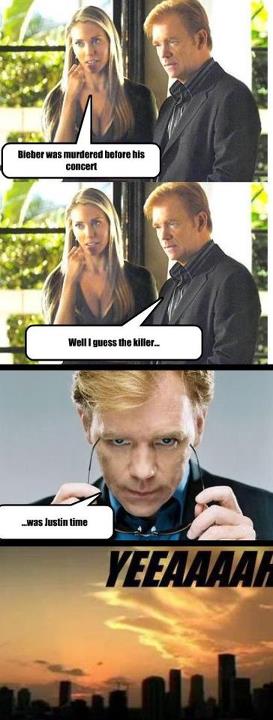 Bieber was murdered before his
concert
Well I guess the killer...
...was Justin time
YEEAAAAH